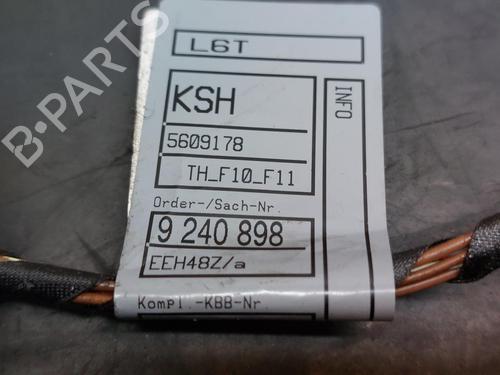 L6T
INFO
KSH
5609178
TH_F10_F11
Order-/Sach-Nr.
9 240 898
EEH48Z/a
Kompl.-KBB-Nr
B-PARTS